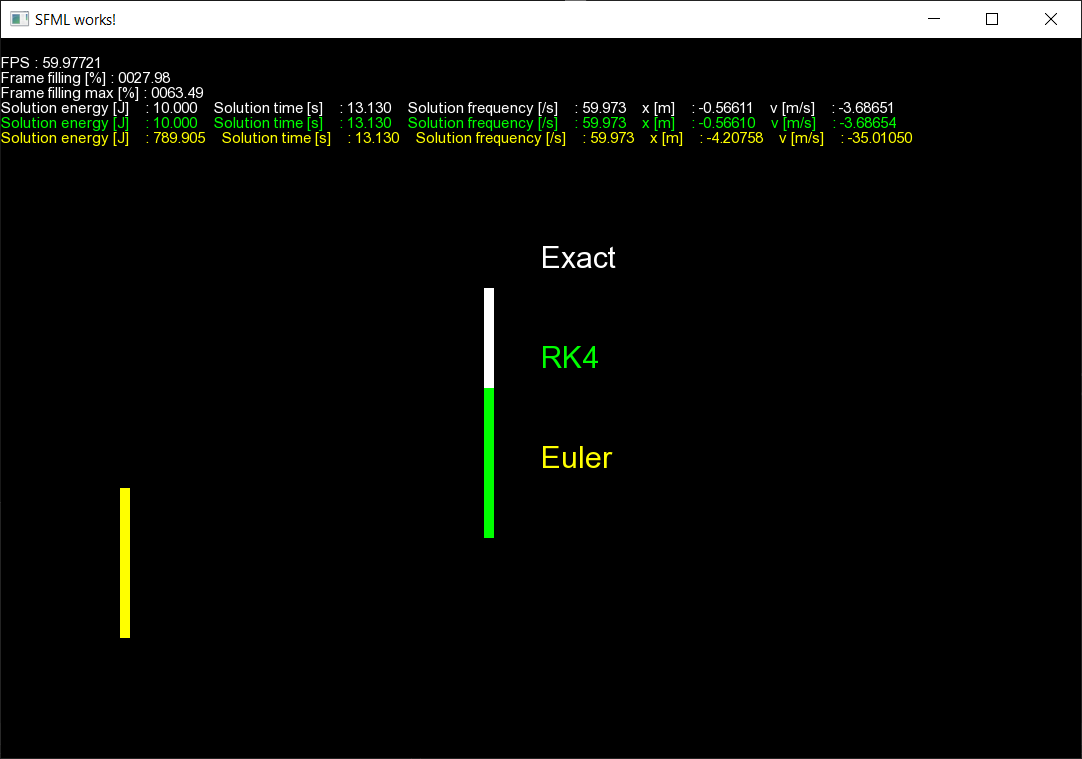 SFML works!
FPS : 59.97721
Frame filling [%] : 0027.98
Frame filling max [%] : 0063.49
Solution energy [J] : 10.000 Solution time [s] : 13.130 Solution frequency [/s] : 59.973 x [m] : -0.56611 v [m/s] : -3.68651
Solution energy [J] : 10.000 Solution time [s] : 13.130 Solution frequency [/s] : 59.973 x [m] : -0.56610 v [m/s] : -3.68654
Solution energy [J] : 789.905 Solution time [s] : 13.130 Solution frequency [/s] : 59.973 x [m] : -4.20758 v [m/s] : -35.01050
Exact
RK4
Euler